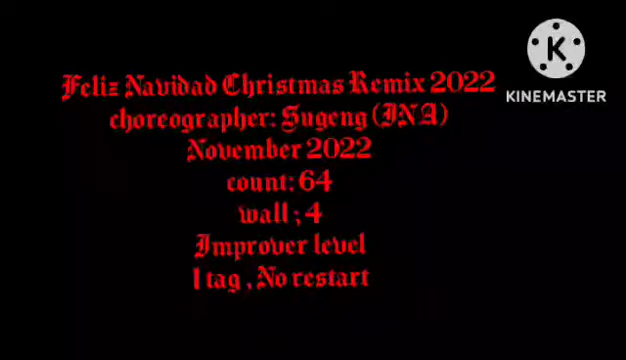 Feliz Navidad Christmas Remix 2022
choreographer: Sugeng (INA)
November 2022
count: 64
wall ; 4
Improver level
1 tag , No restart
K
KINEMASTER